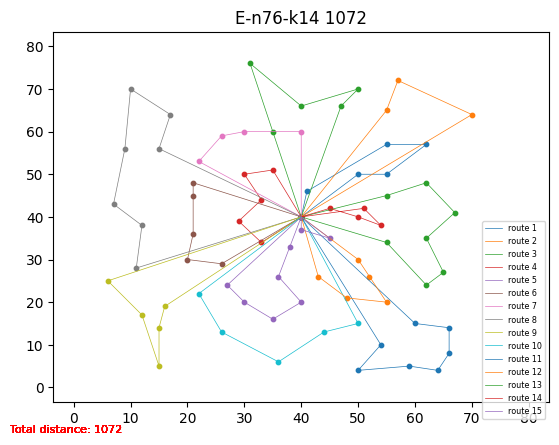 E-n76-k14 1072
80
70
60
50
40
30
20
10
0
0 10 20 30 40 50 60 70 80
route 1
route 2
route 3
route 4
route 5
route 6
route 7
route 8
route 9
route 10
route 11
route 12
route 13
route 14
route 15
Total distance: 1072